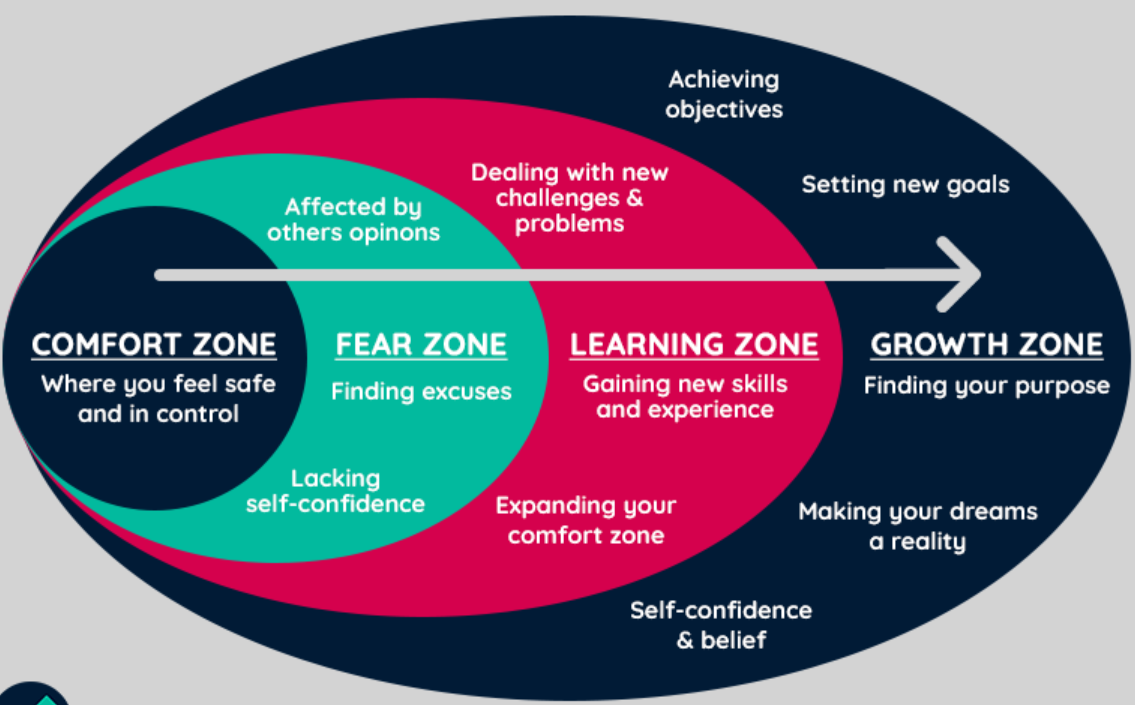 COMFORT ZONE
Where you feel safe
and in control
Affected by
others opinons
FEAR ZONE
Finding excuses
Lacking
self-confidence
Dealing with new
challenges &
problems
LEARNING ZONE
Gaining new skills
and experience
Expanding your
comfort zone
Achieving
objectives
Setting new goals
GROWTH ZONE
Finding your purpose
Making your dreams
a reality
Self-confidence
& belief